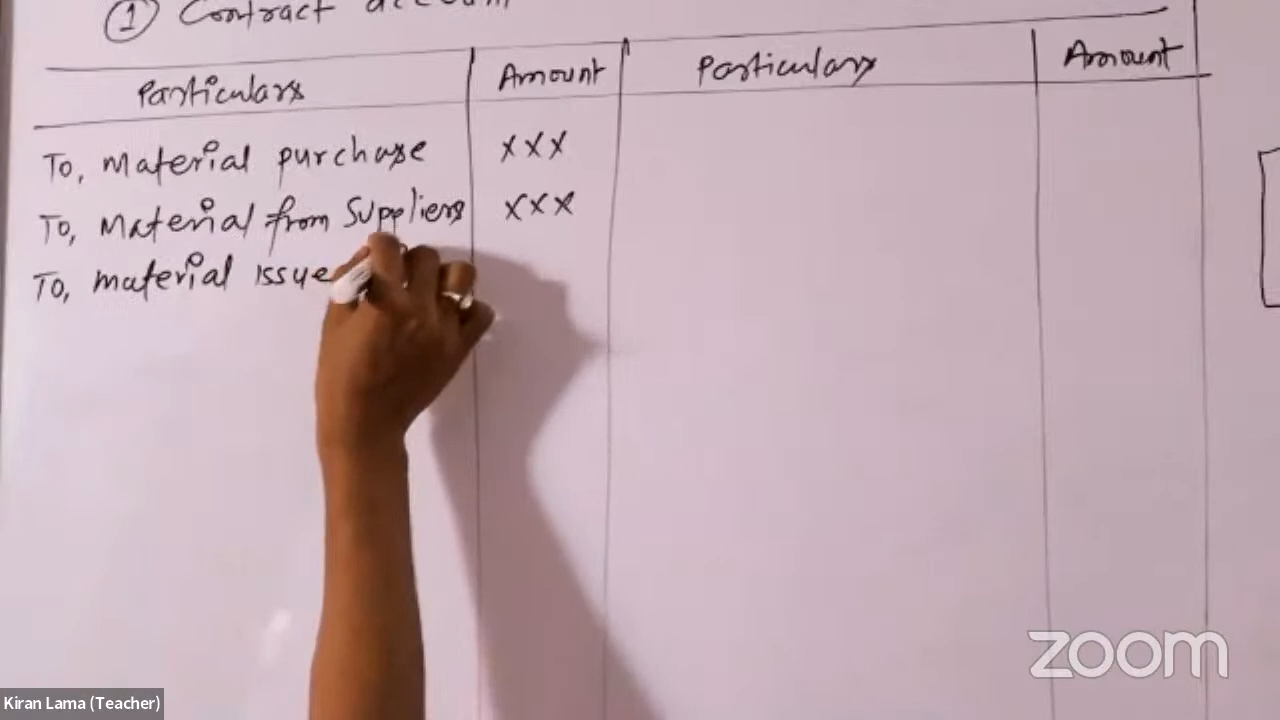 ① Contract account
Particulars Amount Particulars Amount
To, Material purchase xxx
To, Material from Suppliers xxx
To, material issue
zoom
Kiran Lama (Teacher)